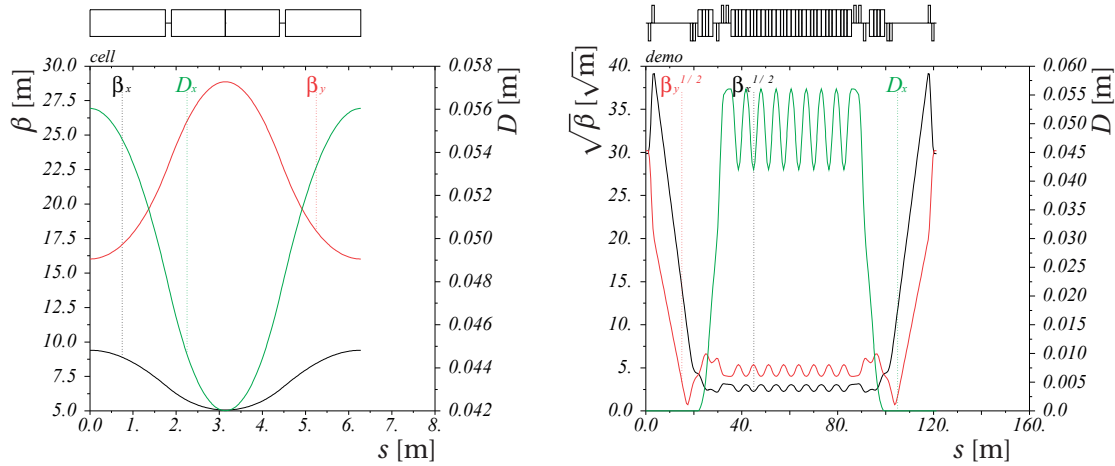 cell
β [m]
30.0
27.5
25.0
22.5
20.0
17.5
15.0
12.5
10.0
7.5
5.0
βx
Dx
βy
0.058
0.056
0.054
0.052
0.050
0.048
0.046
0.044
0.042
D [m]
0.0 1. 2. 3. 4. 5. 6. 7. 8.
s [m]
demo
√β [√m]
40.
35.
30.
25.
20.
15.
10.
5.
0.0
βy 1/2
βx 1/2
Dx
0.060
0.055
0.050
0.045
0.040
0.035
0.030
0.025
0.020
0.015
0.010
0.005
0.0
D [m]
0.0 40. 80. 120. 160.
s [m]